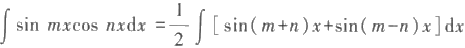 ∫ sin mxcos nxdx = 1/2 ∫ [ sin( m+n ) x+sin( m-n ) x ] dx